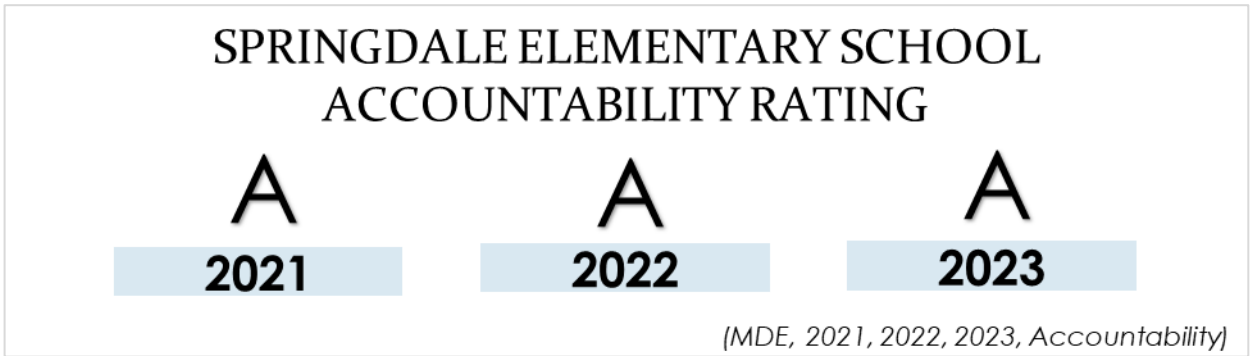 SPRINGDALE ELEMENTARY SCHOOL
ACCOUNTABILITY RATING
A A A
2021 2022 2023
(MDE, 2021, 2022, 2023, Accountability)